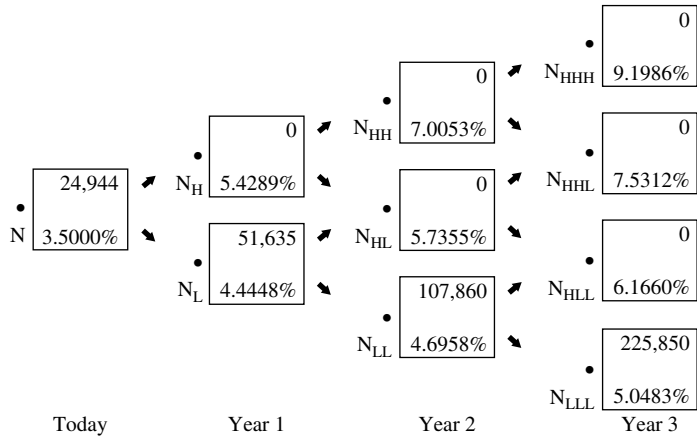 0
N_HHH 9.1986%
0
N_HH 7.0053%
0
N_HHL 7.5312%
0
N_H 5.4289%
0
N_HL 5.7355%
24,944
N 3.5000%
0
N_HLL 6.1660%
51,635
N_L 4.4448%
107,860
N_LL 4.6958%
225,850
N_LLL 5.0483%
Today Year 1 Year 2 Year 3